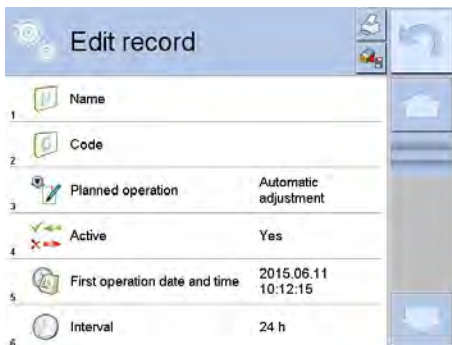 Edit record
1 Name
2 Code
3 Planned operation Automatic adjustment
4 Active Yes
5 First operation date and time 2015.06.11 10:12:15
6 Interval 24 h